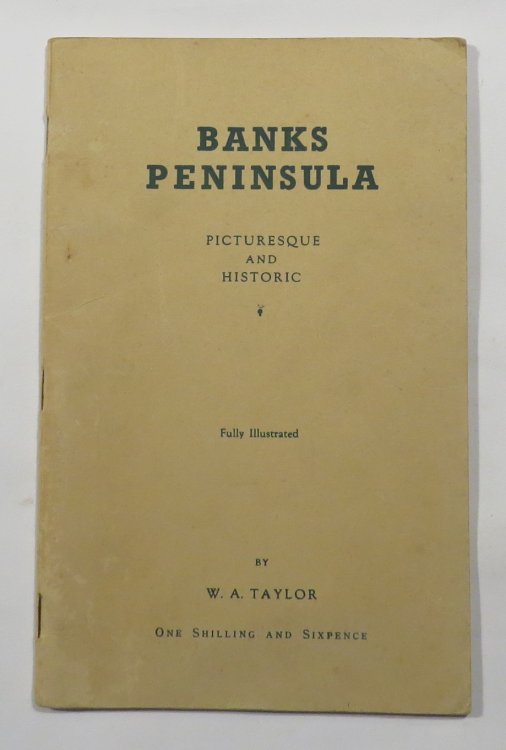 BANKS
PENINSULA
PICTURESQUE
AND
HISTORIC
Fully Illustrated
BY
W. A. TAYLOR
ONE SHILLING AND SIXPENCE